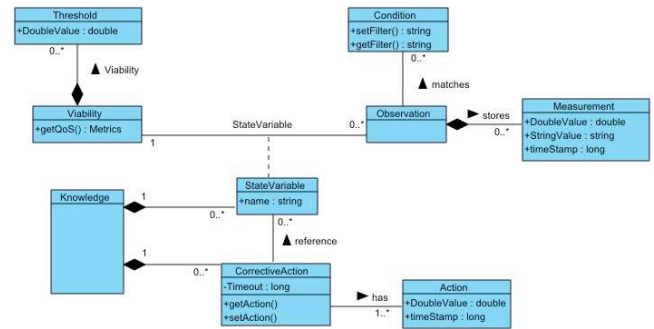 Threshold
+DoubleValue : double
0..*
Viability
Viability
+getQoS() : Metrics
1
StateVariable
0..*
Condition
+setFilter() : string
+getFilter() : string
0..*
matches
Observation
stores
0..*
Measurement
+DoubleValue : double
+StringValue : string
+timeStamp : long
Knowledge
1
0..*
StateVariable
+name : string
0..*
reference
1
0..*
CorrectiveAction
-Timeout : long
+getAction()
+setAction()
has
1..*
Action
+DoubleValue : double
+timeStamp : long